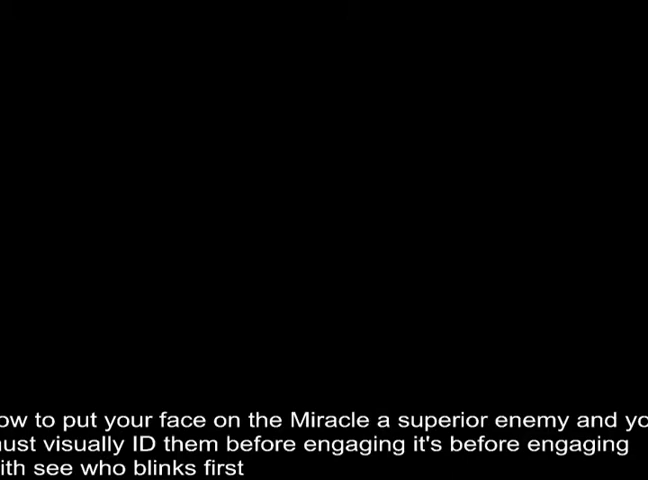 ow to put your face on the Miracle a superior enemy and yo
ust visually ID them before engaging it's before engaging
ith see who blinks first